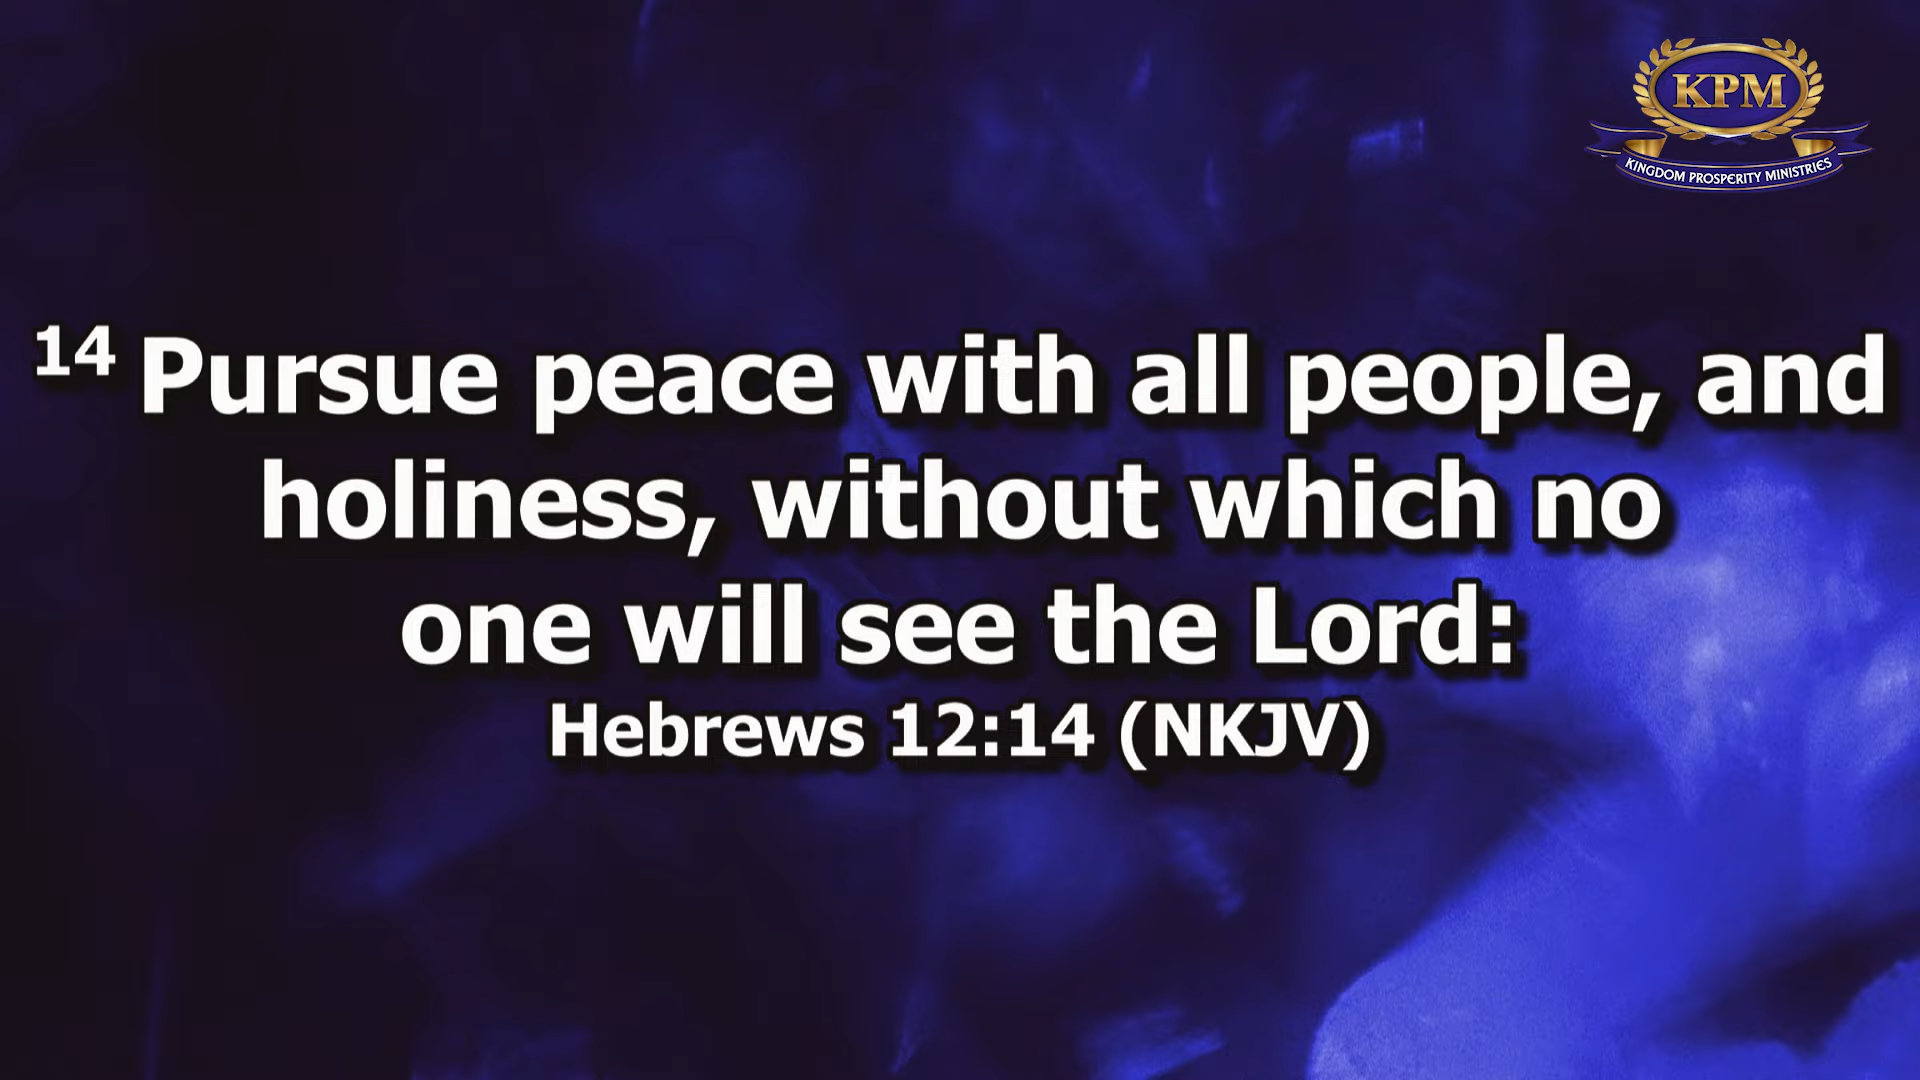 KPM
KINGDOM PROSPERITY MINISTRIES
14 Pursue peace with all people, and
holiness, without which no
one will see the Lord:
Hebrews 12:14 (NKJV)